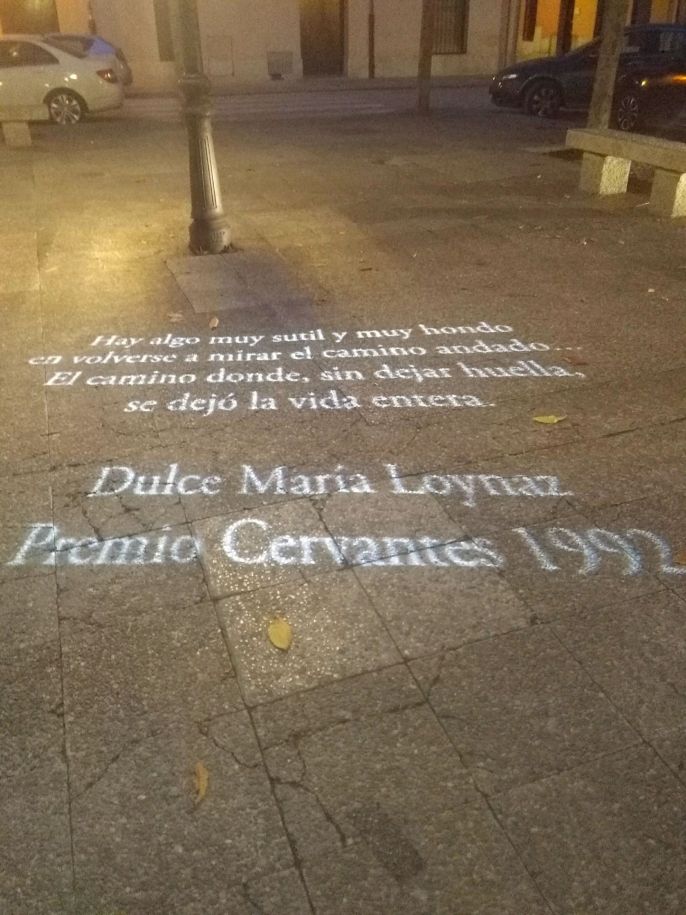 Hay algo muy sutil y muy hondo
en volverse a mirar el camino andado...
El camino donde, sin dejar huella,
se dejó la vida entera.
Dulce María Loynaz
Premio Cervantes 1992